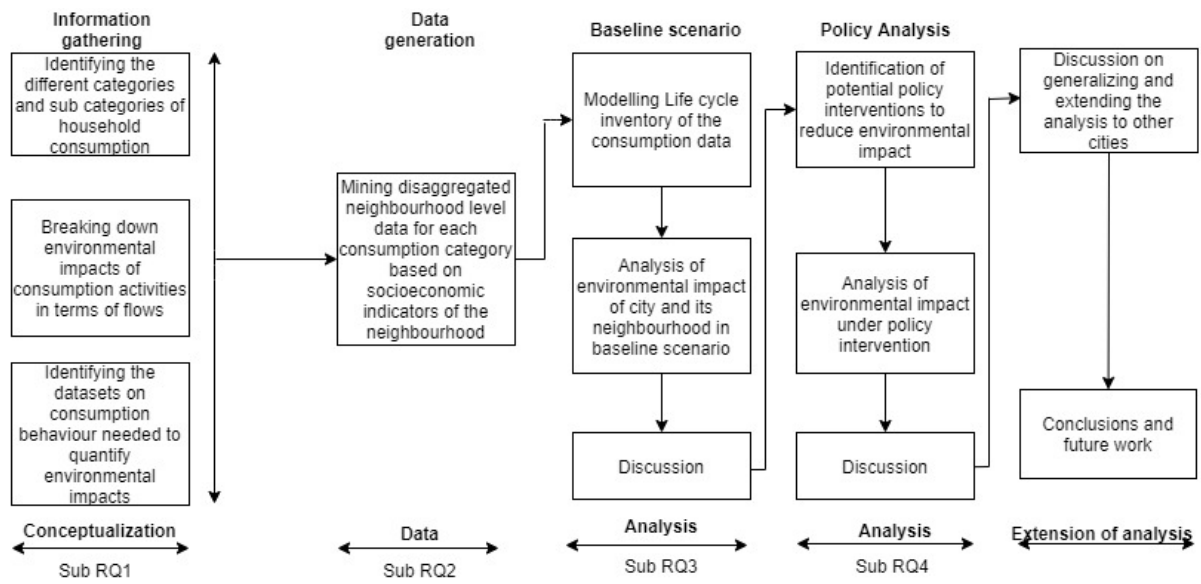 Information
gathering
Identifying the
different categories
and sub categories of
household
consumption
Breaking down
environmental
impacts of
consumption activities
in terms of flows
Identifying the
datasets on
consumption
behaviour needed to
quantify
environmental
impacts
Conceptualization
Sub RQ1
Data
generation
Mining disaggregated
neighbourhood level
data for each
consumption category
based on
socioeconomic
indicators of the
neighbourhood
Data
Sub RQ2
Baseline scenario
Modelling Life cycle
inventory of the
consumption data
Analysis of
environmental impact
of city and its
neighbourhood in
baseline scenario
Discussion
Analysis
Sub RQ3
Policy Analysis
Identification of
potential policy
interventions to
reduce environmental
impact
Analysis of
environmental impact
under policy
intervention
Discussion
Analysis
Sub RQ4
Discussion on
generalizing and
extending the
analysis to other
cities
Conclusions and
future work
Extension of analysis